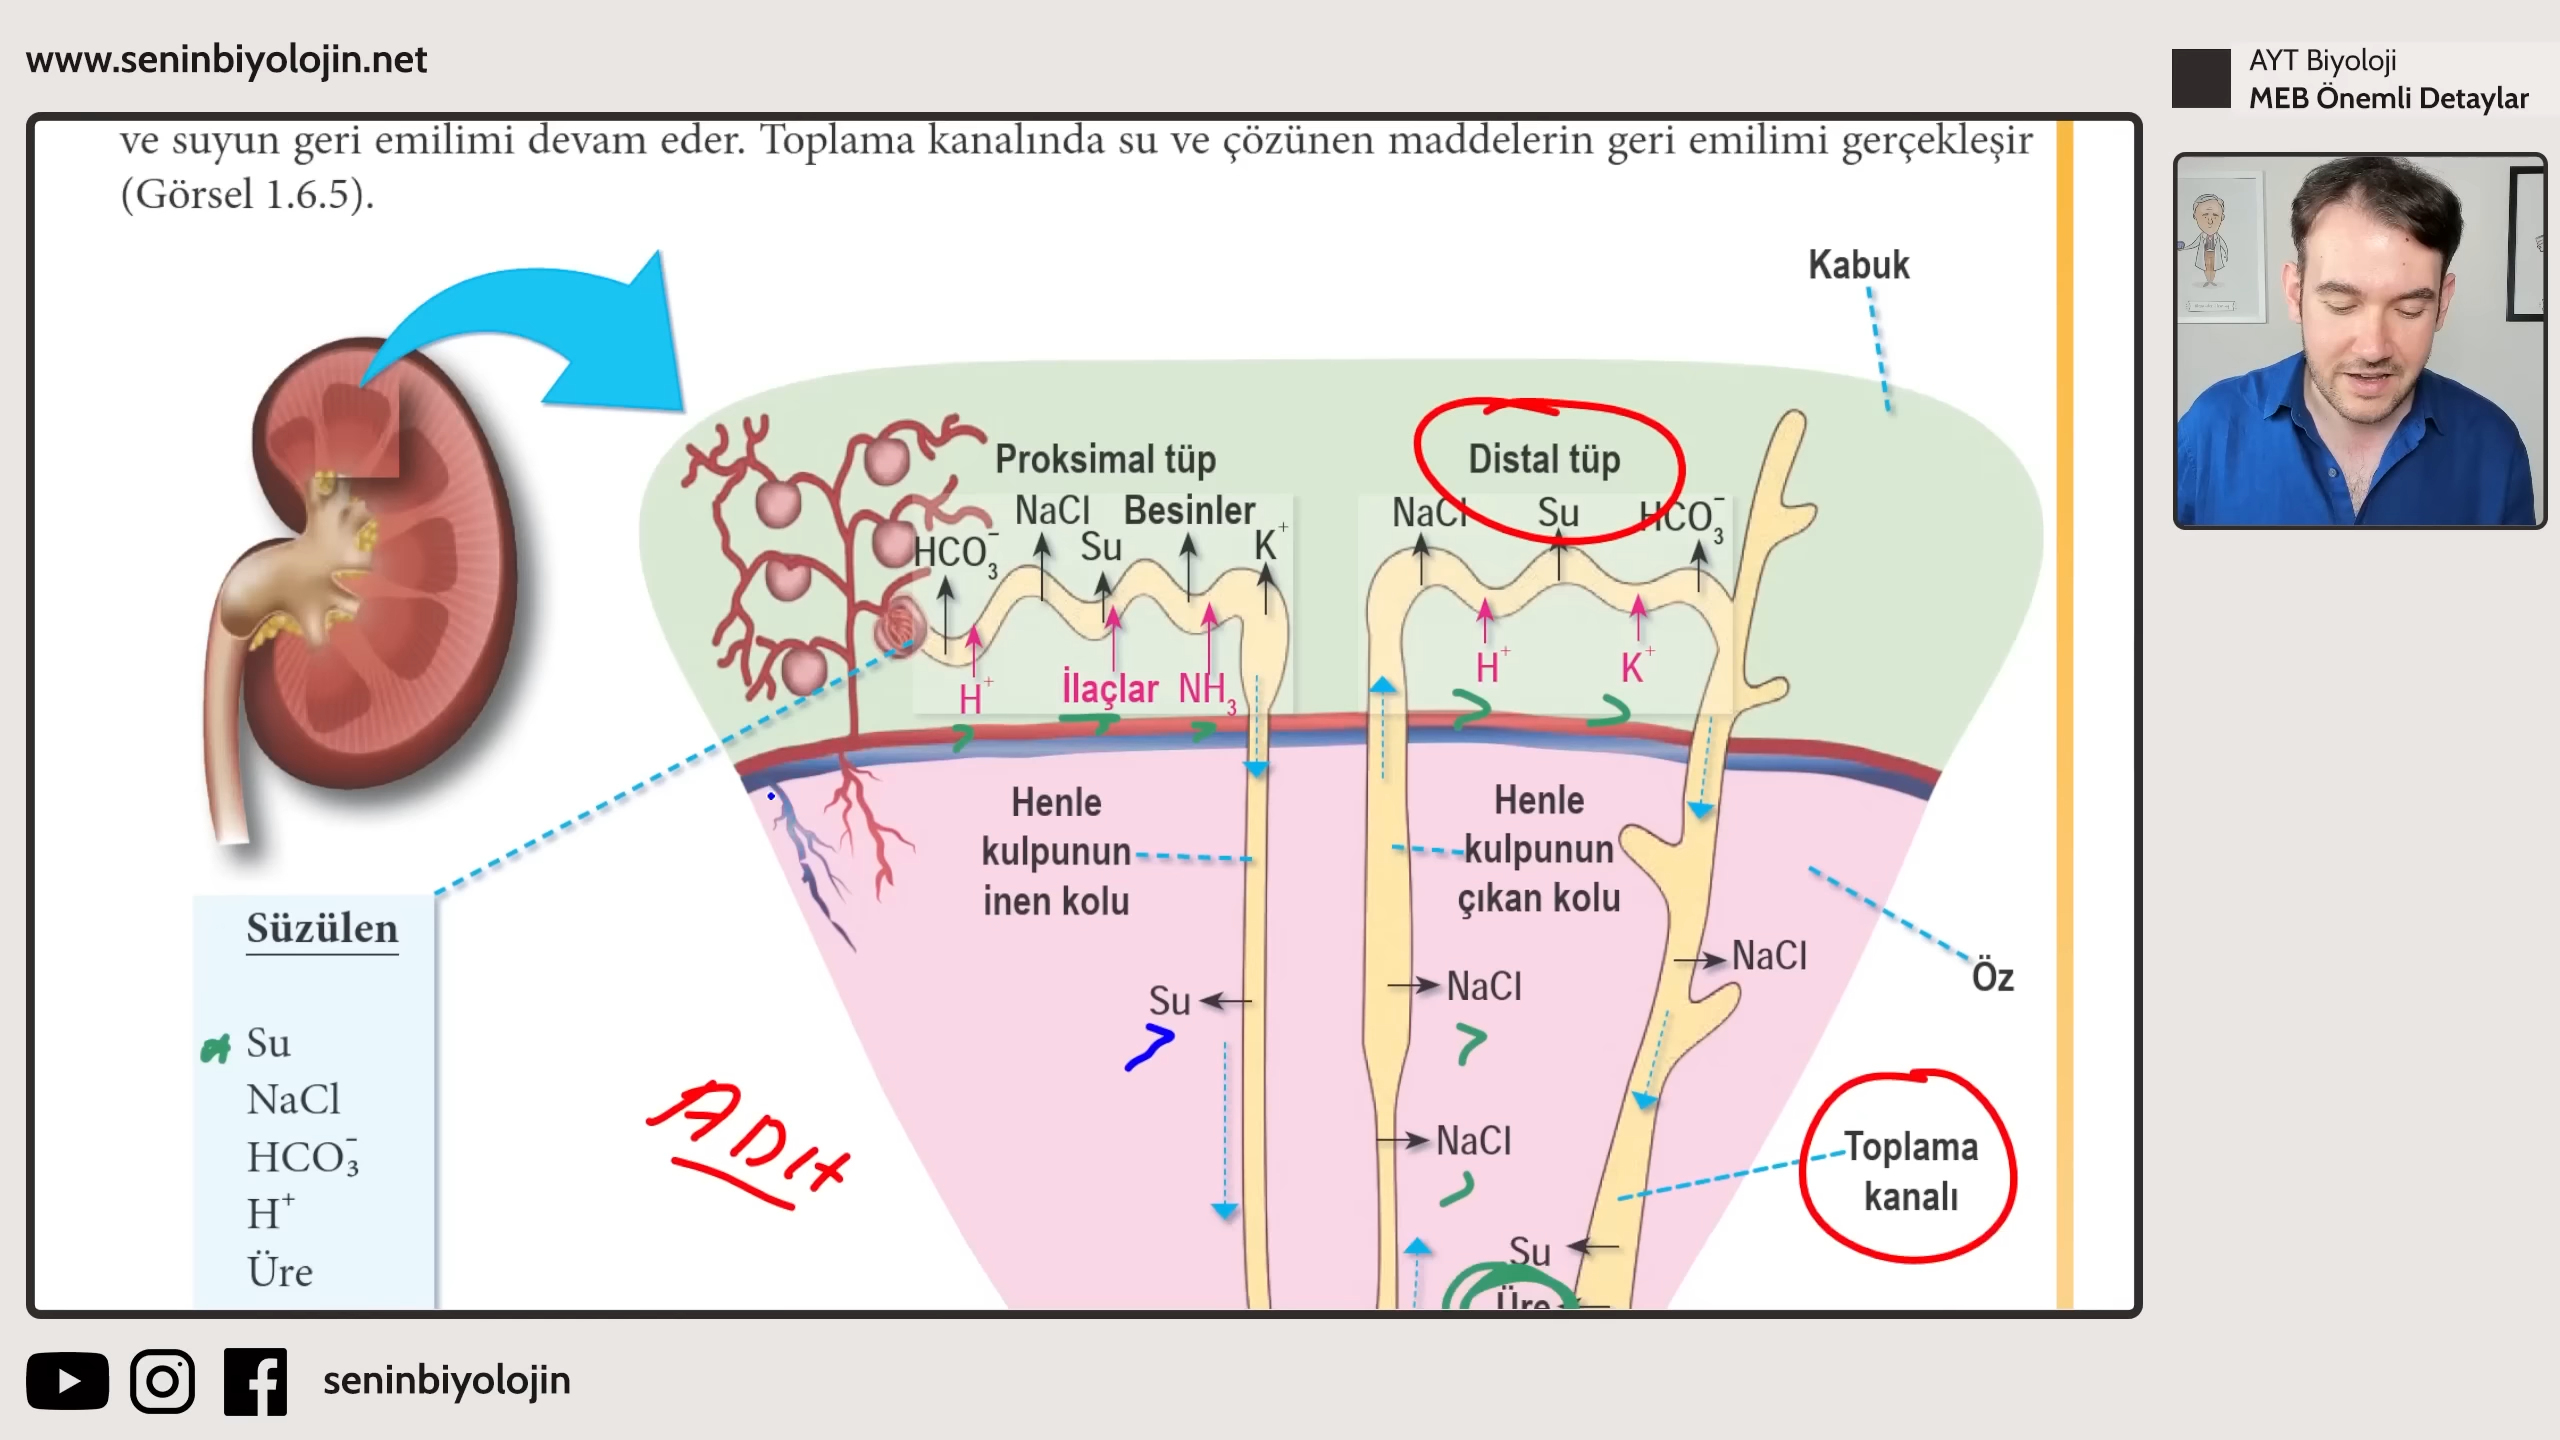 www.seninbiyolojin.net
AYT Biyoloji
MEB Önemli Detaylar
ve suyun geri emilimi devam eder. Toplama kanalında su ve çözünen maddelerin geri emilimi gerçekleşir
(Görsel 1.6.5).
Kabuk
Proksimal tüp
Distal tüp
NaCl Besinler
HCO₃⁻ Su K⁺
NaCl Su HCO₃⁻
H⁺ İlaçlar NH₃
H⁺ K⁺
Henle
kulpunun
inen kolu
Henle
kulpunun
çıkan kolu
Süzülen
Su
NaCl
HCO₃⁻
H⁺
Üre
Su
NaCl
NaCl
NaCl
Öz
ADH
Toplama
kanalı
Su
Üre
seninbiyolojin